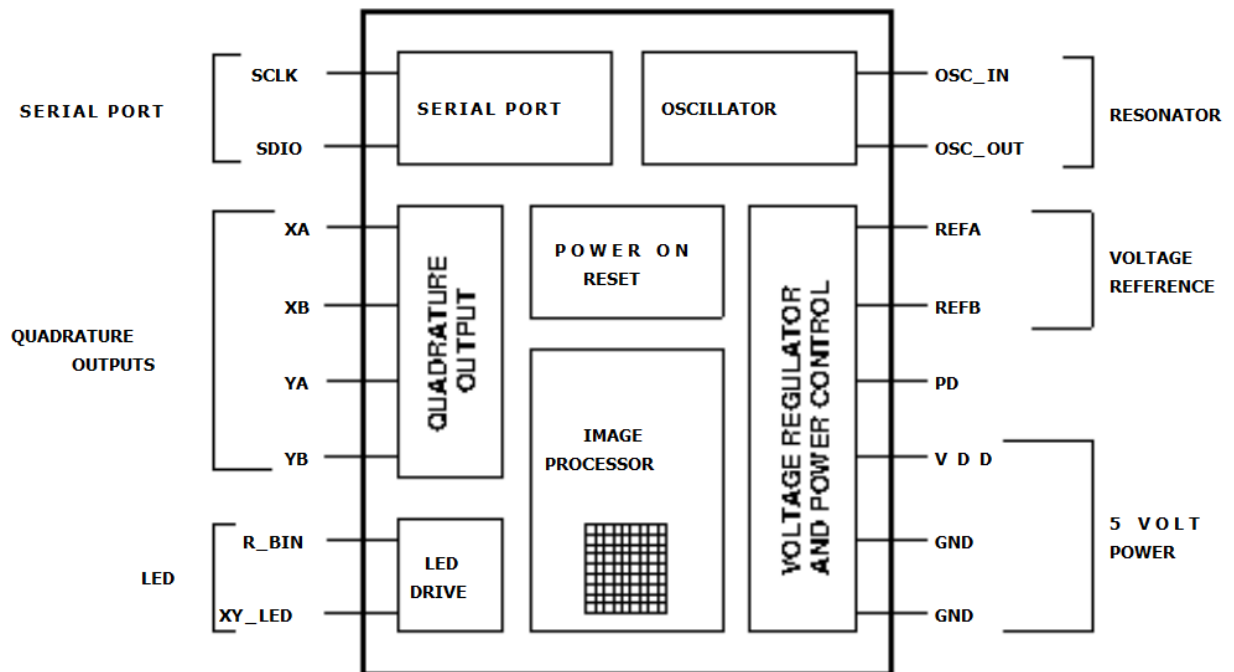 SCLK
SERIAL PORT
SDIO
SERIAL PORT
OSCILLATOR
OSC_IN
OSC_OUT
RESONATOR
XA
XB
YA
YB
QUADRATURE
OUTPUTS
QUADRATURE
OUTPUT
POWER ON
RESET
IMAGE
PROCESSOR
VOLTAGE REGULATOR
AND POWER CONTROL
REFA
REFB
VOLTAGE
REFERENCE
PD
V D D
GND
GND
5 VOLT
POWER
R_BIN
LED
XY_LED
LED
DRIVE